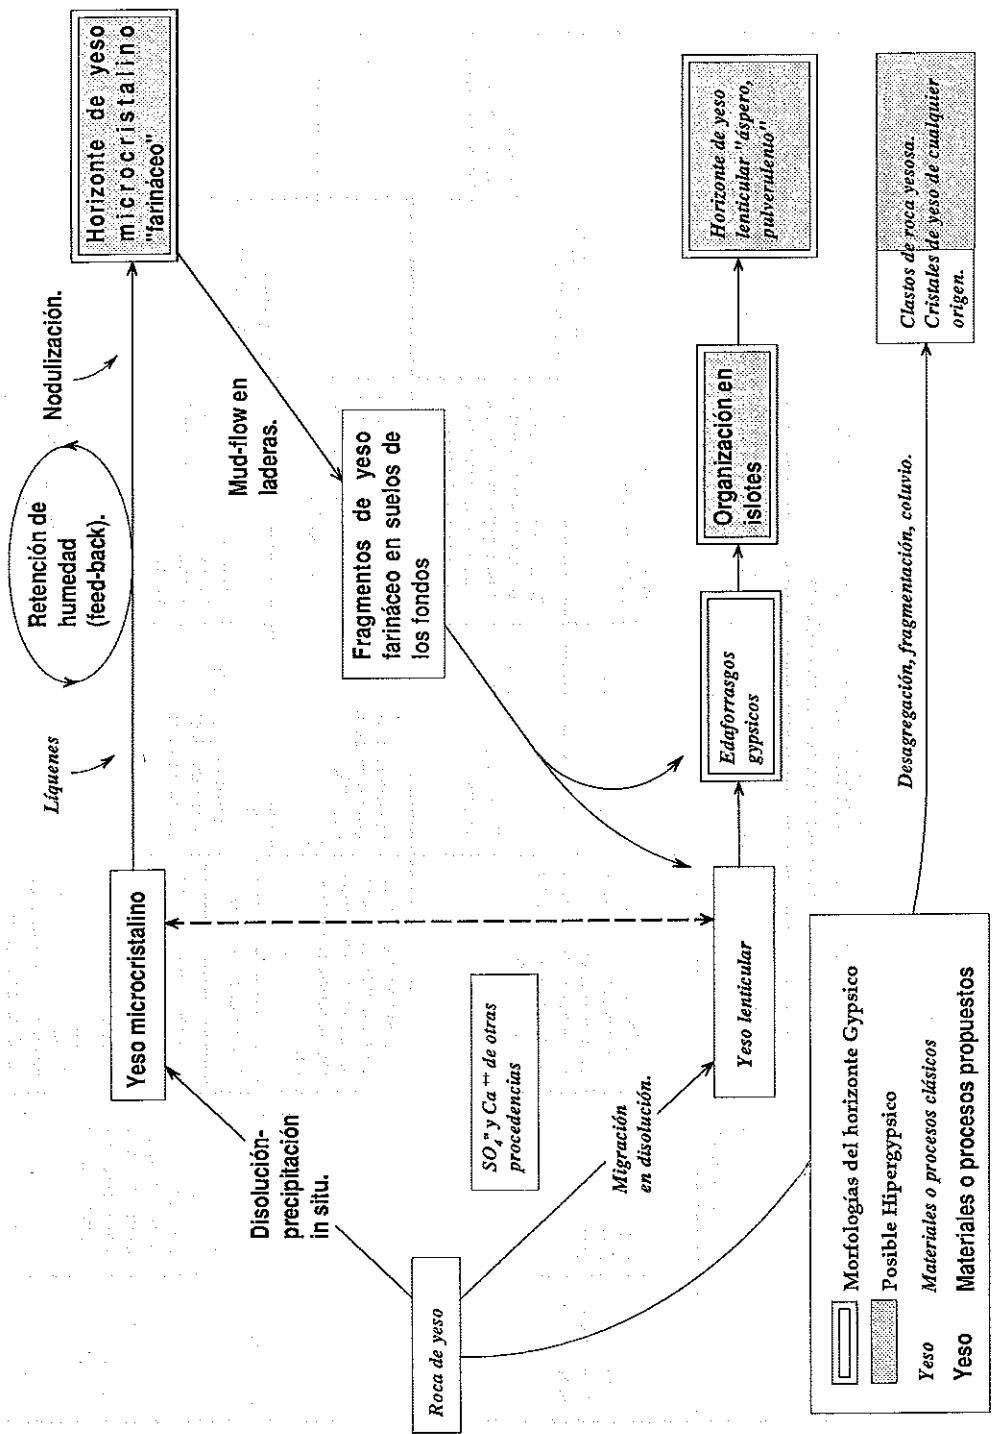 Líquenes
Retención de
humedad
(feed-back).
Nodulización.
Yeso microcristalino
Horizonte de yeso
microcristalino
"farináceo"
Disolución-
precipitación
in situ.
Mud-flow en
laderas.
Fragmentos de yeso
farináceo en suelos de
los fondos
Roca de yeso
SO₄⁼ y Ca⁺⁺ de otras
procedencias
Migración
en disolución.
Yeso lenticular
Edaforrasgos
gypsicos
Organización en
islotes
Horizonte de yeso
lenticular "áspero,
pulverulento"
Desagregación, fragmentación, coluvio.
Clastos de roca yesosa.
Cristales de yeso de cualquier
origen.
Morfologías del horizonte Gypsico
Posible Hipergypsico
Yeso Materiales o procesos clásicos
Yeso Materiales o procesos propuestos